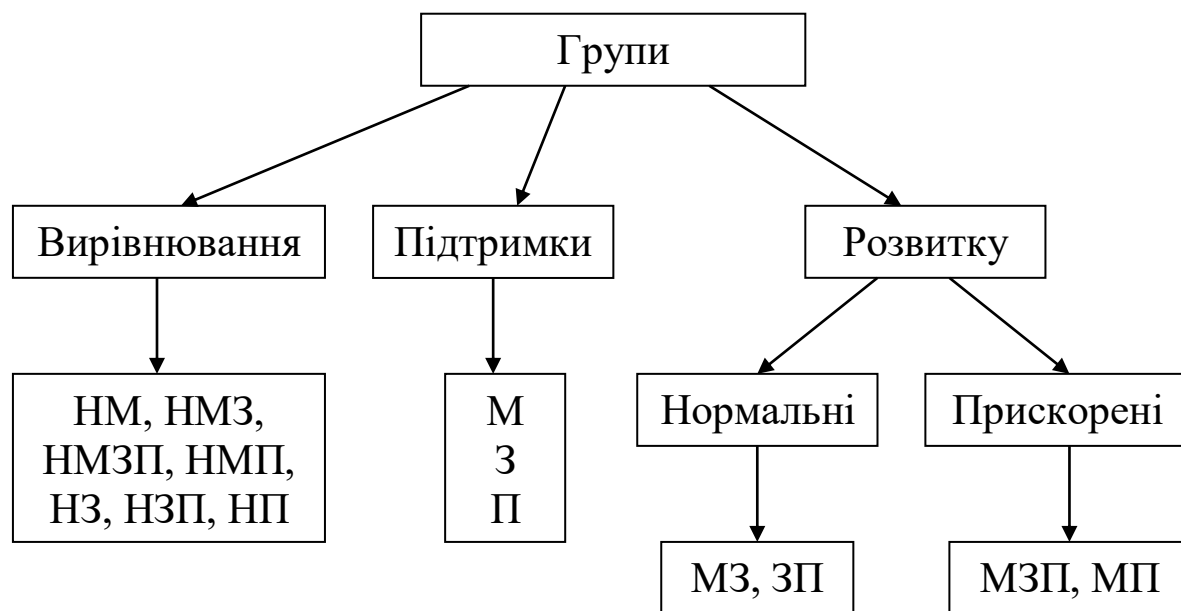 Групи
Вирівнювання
Підтримки
Розвитку
НМ, НМЗ,
НМЗП, НМП,
НЗ, НЗП, НП
М
З
П
Нормальні
Прискорені
МЗ, ЗП
МЗП, МП